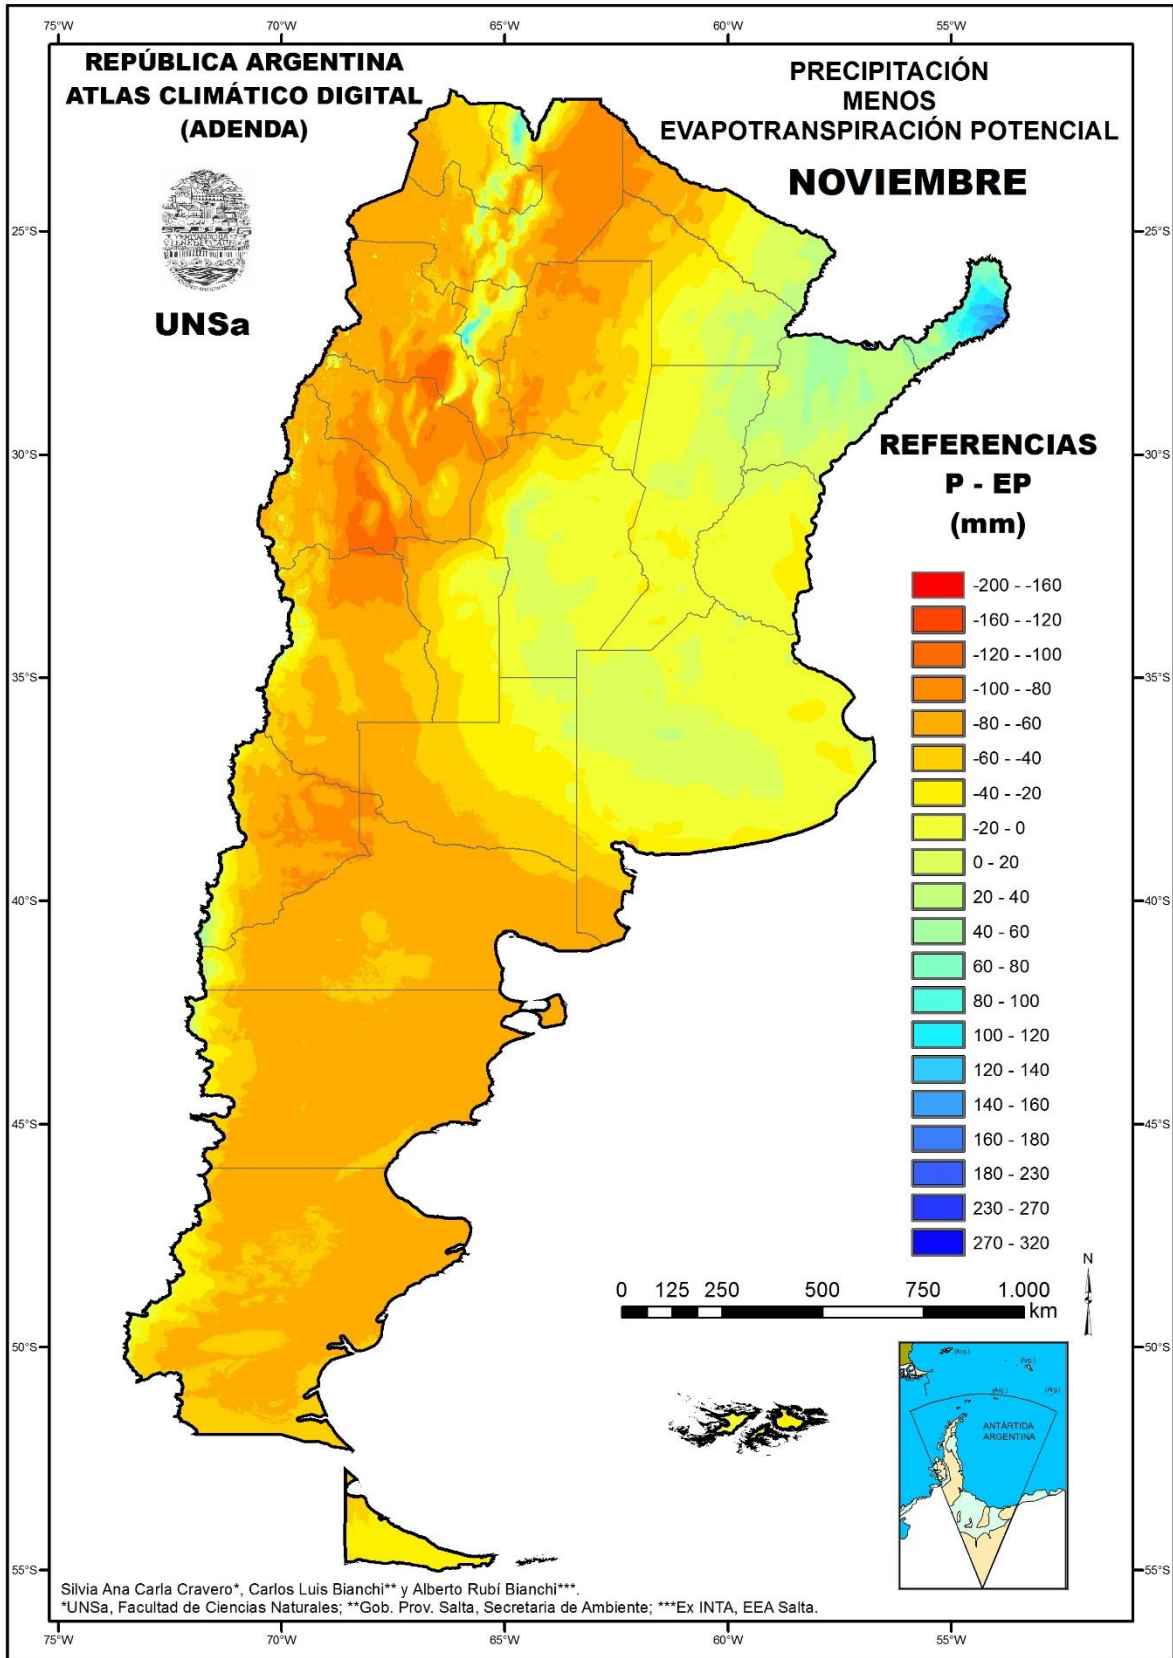 75°W 70°W 65°W 60°W 55°W
REPÚBLICA ARGENTINA
ATLAS CLIMÁTICO DIGITAL
(ADENDA)
PRECIPITACIÓN
MENOS
EVAPOTRANSPIRACIÓN POTENCIAL
NOVIEMBRE
UNSa
25°S
30°S
35°S
40°S
45°S
50°S
55°S
25°S
30°S
35°S
40°S
45°S
50°S
55°S
REFERENCIAS
P - EP
(mm)
-200 - -160
-160 - -120
-120 - -100
-100 - -80
-80 - -60
-60 - -40
-40 - -20
-20 - 0
0 - 20
20 - 40
40 - 60
60 - 80
80 - 100
100 - 120
120 - 140
140 - 160
160 - 180
180 - 230
230 - 270
270 - 320
N
0 125 250 500 750 1.000
km
(Arg.)
(Arg.)
(Arg.)
(Arg.)
ANTÁRTIDA
ARGENTINA
Silvia Ana Carla Cravero*, Carlos Luis Bianchi** y Alberto Rubí Bianchi***.
*UNSa, Facultad de Ciencias Naturales; **Gob. Prov. Salta, Secretaria de Ambiente; ***Ex INTA, EEA Salta.
75°W 70°W 65°W 60°W 55°W